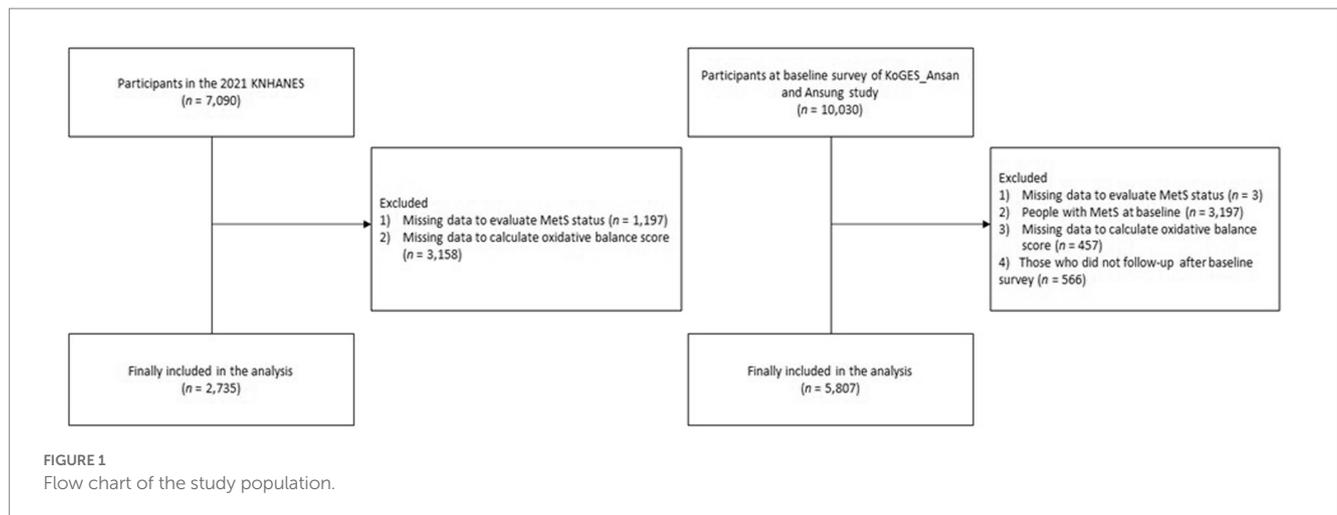 Participants in the 2021 KNHANES
(n = 7,090)
Excluded
1) Missing data to evaluate MetS status (n = 1,197)
2) Missing data to calculate oxidative balance score
(n = 3,158)
Finally included in the analysis
(n = 2,735)
Participants at baseline survey of KoGES_Ansan
and Ansung study
(n = 10,030)
Excluded
1) Missing data to evaluate MetS status (n = 3)
2) People with MetS at baseline (n = 3,197)
3) Missing data to calculate oxidative balance
score (n = 457)
4) Those who did not follow-up after baseline
survey (n = 566)
Finally included in the analysis
(n = 5,807)
FIGURE 1
Flow chart of the study population.